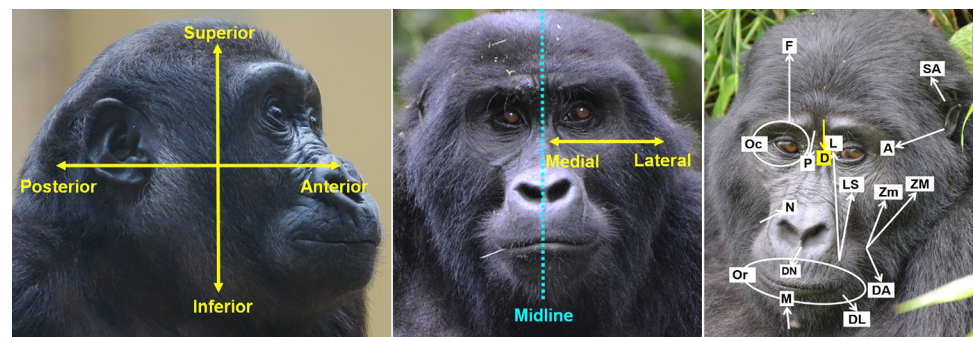 Superior
Posterior
Anterior
Inferior
Medial
Lateral
Midline
F
SA
Oc
P
D
L
A
N
LS
Zm
ZM
DN
Or
M
DA
DL